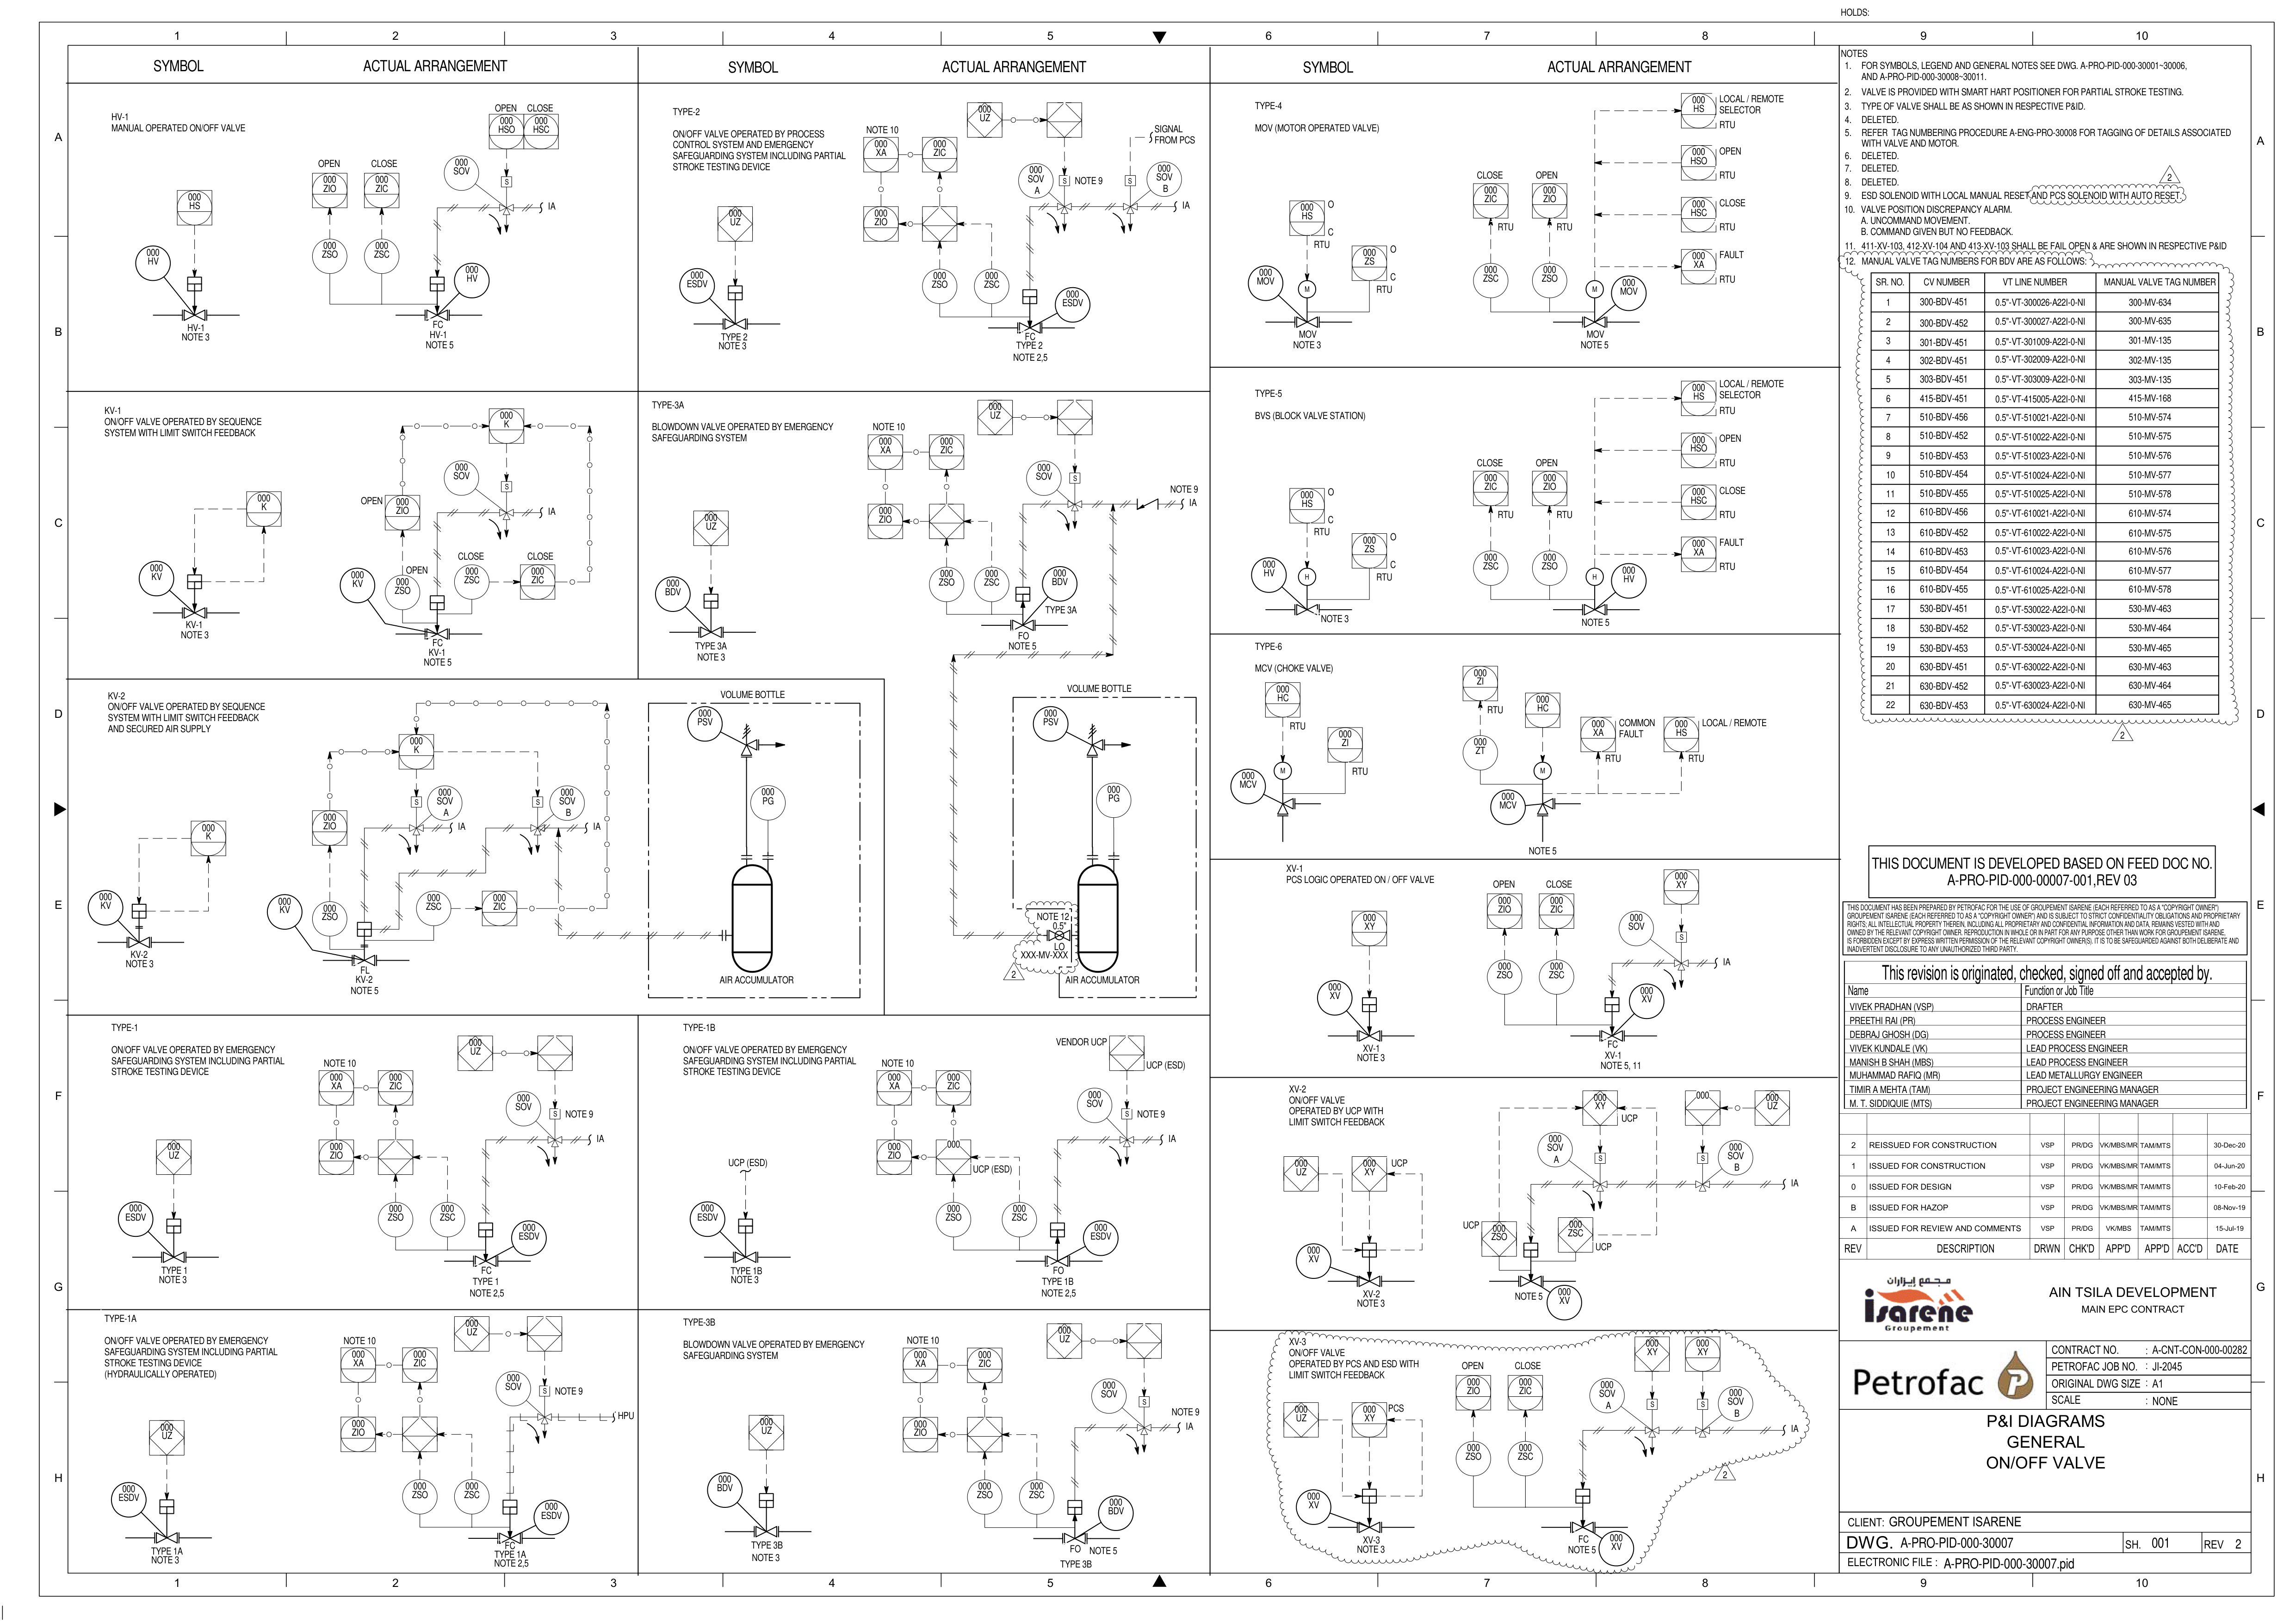 HOLDS:
1 2 3 4 5 6 7 8 9 10
SYMBOL
ACTUAL ARRANGEMENT
SYMBOL
ACTUAL ARRANGEMENT
SYMBOL
ACTUAL ARRANGEMENT
HV-1
MANUAL OPERATED ON/OFF VALVE
000 HS
000 HV
HV-1
NOTE 3
OPEN CLOSE
000 HSO
000 HSC
000 SOV
S
IA
OPEN CLOSE
000 ZIO
000 ZIC
000 ZSO
000 ZSC
000 HV
FC
HV-1
NOTE 5
TYPE-2
ON/OFF VALVE OPERATED BY PROCESS
CONTROL SYSTEM AND EMERGENCY
SAFEGUARDING SYSTEM INCLUDING PARTIAL
STROKE TESTING DEVICE
000 UZ
000 ESDV
TYPE 2
NOTE 3
NOTE 10
000 XA
000 ZIC
000 ZIO
000 UZ
SIGNAL
FROM PCS
000 SOV A
S
NOTE 9
S
000 SOV B
IA
000 ZSO
000 ZSC
000 ESDV
FC
TYPE 2
NOTE 2,5
TYPE-4
MOV (MOTOR OPERATED VALVE)
000 HS
O
C
RTU
000 ZS
O
C
RTU
000 MOV
M
MOV
NOTE 3
000 HS
LOCAL / REMOTE
SELECTOR
RTU
000 HSO
OPEN
RTU
000 HSC
CLOSE
RTU
000 XA
FAULT
RTU
CLOSE OPEN
000 ZIC
RTU
000 ZIO
RTU
000 ZSC
000 ZSO
M
000 MOV
MOV
NOTE 5
KV-1
ON/OFF VALVE OPERATED BY SEQUENCE
SYSTEM WITH LIMIT SWITCH FEEDBACK
000 K
000 KV
KV-1
NOTE 3
000 K
000 SOV
S
IA
OPEN
000 ZIO
OPEN
000 ZSO
CLOSE
000 ZSC
CLOSE
000 ZIC
000 KV
FC
KV-1
NOTE 5
TYPE-3A
BLOWDOWN VALVE OPERATED BY EMERGENCY
SAFEGUARDING SYSTEM
000 UZ
000 BDV
TYPE 3A
NOTE 3
NOTE 10
000 XA
000 ZIC
000 ZIO
000 UZ
000 SOV
S
NOTE 9
IA
000 ZSO
000 ZSC
000 BDV
TYPE 3A
FO
NOTE 5
TYPE-5
BVS (BLOCK VALVE STATION)
000 HS
O
C
RTU
000 ZS
O
C
RTU
000 HV
H
NOTE 3
000 HS
LOCAL / REMOTE
SELECTOR
RTU
000 HSO
OPEN
RTU
000 HSC
CLOSE
RTU
000 XA
FAULT
RTU
CLOSE OPEN
000 ZIC
RTU
000 ZIO
RTU
000 ZSC
000 ZSO
H
000 HV
NOTE 5
KV-2
ON/OFF VALVE OPERATED BY SEQUENCE
SYSTEM WITH LIMIT SWITCH FEEDBACK
AND SECURED AIR SUPPLY
000 K
000 KV
KV-2
NOTE 3
000 K
S
000 SOV A
IA
S
000 SOV B
IA
000 ZIO
000 ZSO
000 ZSC
000 ZIC
000 KV
FL
KV-2
NOTE 5
VOLUME BOTTLE
000 PSV
000 PG
AIR ACCUMULATOR
VOLUME BOTTLE
000 PSV
000 PG
NOTE 12
0.5"
LO
XXX-MV-XXX
2
AIR ACCUMULATOR
TYPE-6
MCV (CHOKE VALVE)
000 HC
RTU
000 ZI
RTU
M
000 MCV
000 ZI
RTU
000 HC
000 ZT
M
000 MCV
000 XA
COMMON
FAULT
RTU
000 HS
LOCAL / REMOTE
RTU
NOTE 5
XV-1
PCS LOGIC OPERATED ON / OFF VALVE
000 XY
000 XV
XV-1
NOTE 3
OPEN CLOSE
000 ZIO
000 ZIC
000 XY
000 SOV
S
IA
000 ZSO
000 ZSC
000 XV
FC
XV-1
NOTE 5, 11
TYPE-1
ON/OFF VALVE OPERATED BY EMERGENCY
SAFEGUARDING SYSTEM INCLUDING PARTIAL
STROKE TESTING DEVICE
000 UZ
000 ESDV
TYPE 1
NOTE 3
NOTE 10
000 XA
000 ZIC
000 ZIO
000 UZ
000 SOV
S
NOTE 9
IA
000 ZSO
000 ZSC
000 ESDV
FC
TYPE 1
NOTE 2,5
TYPE-1B
ON/OFF VALVE OPERATED BY EMERGENCY
SAFEGUARDING SYSTEM INCLUDING PARTIAL
STROKE TESTING DEVICE
UCP (ESD)
000 ESDV
TYPE 1B
NOTE 3
VENDOR UCP
UCP (ESD)
NOTE 10
000 XA
000 ZIC
000 ZIO
000
UCP (ESD)
000 SOV
S
NOTE 9
IA
000 ZSO
000 ZSC
000 ESDV
FO
TYPE 1B
NOTE 2,5
XV-2
ON/OFF VALVE
OPERATED BY UCP WITH
LIMIT SWITCH FEEDBACK
000 UZ
000 XY
UCP
000 XV
XV-2
NOTE 3
000 XY
UCP
000
000 UZ
000 SOV A
S
S
000 SOV B
IA
UCP
000 ZSO
000 ZSC
UCP
NOTE 5
000 XV
TYPE-1A
ON/OFF VALVE OPERATED BY EMERGENCY
SAFEGUARDING SYSTEM INCLUDING PARTIAL
STROKE TESTING DEVICE
(HYDRAULICALLY OPERATED)
000 UZ
000 ESDV
TYPE 1A
NOTE 3
NOTE 10
000 XA
000 ZIC
000 ZIO
000 UZ
000 SOV
S
NOTE 9
HPU
000 ZSO
000 ZSC
000 ESDV
FC
TYPE 1A
NOTE 2,5
TYPE-3B
BLOWDOWN VALVE OPERATED BY EMERGENCY
SAFEGUARDING SYSTEM
000 UZ
000 BDV
TYPE 3B
NOTE 3
NOTE 10
000 XA
000 ZIC
000 ZIO
000 UZ
000 SOV
S
NOTE 9
IA
000 ZSO
000 ZSC
000 BDV
FO
NOTE 5
TYPE 3B
XV-3
ON/OFF VALVE
OPERATED BY PCS AND ESD WITH
LIMIT SWITCH FEEDBACK
000 UZ
000 XY
PCS
000 XV
XV-3
NOTE 3
OPEN CLOSE
000 ZIO
000 ZIC
000 XY
000 XY
000 SOV A
S
S
000 SOV B
IA
000 ZSO
000 ZSC
2
FC
NOTE 5
000 XV
NOTES
1. FOR SYMBOLS, LEGEND AND GENERAL NOTES SEE DWG. A-PRO-PID-000-30001~30006,
AND A-PRO-PID-000-30008~30011.
2. VALVE IS PROVIDED WITH SMART HART POSITIONER FOR PARTIAL STROKE TESTING.
3. TYPE OF VALVE SHALL BE AS SHOWN IN RESPECTIVE P&ID.
4. DELETED.
5. REFER TAG NUMBERING PROCEDURE A-ENG-PRO-30008 FOR TAGGING OF DETAILS ASSOCIATED
WITH VALVE AND MOTOR.
6. DELETED.
7. DELETED.
8. DELETED.
2
9. ESD SOLENOID WITH LOCAL MANUAL RESET AND PCS SOLENOID WITH AUTO RESET.
10. VALVE POSITION DISCREPANCY ALARM.
A. UNCOMMAND MOVEMENT.
B. COMMAND GIVEN BUT NO FEEDBACK.
11. 411-XV-103, 412-XV-104 AND 413-XV-103 SHALL BE FAIL OPEN & ARE SHOWN IN RESPECTIVE P&ID
12. MANUAL VALVE TAG NUMBERS FOR BDV ARE AS FOLLOWS:
SR. NO. CV NUMBER VT LINE NUMBER MANUAL VALVE TAG NUMBER
1 300-BDV-451 0.5"-VT-300026-A22I-0-NI 300-MV-634
2 300-BDV-452 0.5"-VT-300027-A22I-0-NI 300-MV-635
3 301-BDV-451 0.5"-VT-301009-A22I-0-NI 301-MV-135
4 302-BDV-451 0.5"-VT-302009-A22I-0-NI 302-MV-135
5 303-BDV-451 0.5"-VT-303009-A22I-0-NI 303-MV-135
6 415-BDV-451 0.5"-VT-415005-A22I-0-NI 415-MV-168
7 510-BDV-456 0.5"-VT-510021-A22I-0-NI 510-MV-574
8 510-BDV-452 0.5"-VT-510022-A22I-0-NI 510-MV-575
9 510-BDV-453 0.5"-VT-510023-A22I-0-NI 510-MV-576
10 510-BDV-454 0.5"-VT-510024-A22I-0-NI 510-MV-577
11 510-BDV-455 0.5"-VT-510025-A22I-0-NI 510-MV-578
12 610-BDV-456 0.5"-VT-610021-A22I-0-NI 610-MV-574
13 610-BDV-452 0.5"-VT-610022-A22I-0-NI 610-MV-575
14 610-BDV-453 0.5"-VT-610023-A22I-0-NI 610-MV-576
15 610-BDV-454 0.5"-VT-610024-A22I-0-NI 610-MV-577
16 610-BDV-455 0.5"-VT-610025-A22I-0-NI 610-MV-578
17 530-BDV-451 0.5"-VT-530022-A22I-0-NI 530-MV-463
18 530-BDV-452 0.5"-VT-530023-A22I-0-NI 530-MV-464
19 530-BDV-453 0.5"-VT-530024-A22I-0-NI 530-MV-465
20 630-BDV-451 0.5"-VT-630022-A22I-0-NI 630-MV-463
21 630-BDV-452 0.5"-VT-630023-A22I-0-NI 630-MV-464
22 630-BDV-453 0.5"-VT-630024-A22I-0-NI 630-MV-465
2
THIS DOCUMENT IS DEVELOPED BASED ON FEED DOC NO.
A-PRO-PID-000-00007-001,REV 03
THIS DOCUMENT HAS BEEN PREPARED BY PETROFAC FOR THE USE OF GROUPEMENT ISARENE (EACH REFERRED TO AS A "COPYRIGHT OWNER")
GROUPEMENT ISARENE (EACH REFERRED TO AS A "COPYRIGHT OWNER") AND IS SUBJECT TO STRICT CONFIDENTIALITY OBLIGATIONS AND PROPRIETARY
RIGHTS; ALL INTELLECTUAL PROPERTY THEREIN, INCLUDING ALL PROPRIETARY AND CONFIDENTIAL INFORMATION AND DATA, REMAINS VESTED WITH AND
OWNED BY THE RELEVANT COPYRIGHT OWNER. REPRODUCTION IN WHOLE OR IN PART FOR ANY PURPOSE OTHER THAN WORK FOR GROUPEMENT ISARENE,
IS FORBIDDEN EXCEPT BY EXPRESS WRITTEN PERMISSION OF THE RELEVANT COPYRIGHT OWNER(S). IT IS TO BE SAFEGUARDED AGAINST BOTH DELIBERATE AND
INADVERTENT DISCLOSURE TO ANY UNAUTHORIZED TO THIRD PARTY.
This revision is originated, checked, signed off and accepted by.
Name Function or Job Title
VIVEK PRADHAN (VSP) DRAFTER
PREETHI RAI (PR) PROCESS ENGINEER
DEBRAJ GHOSH (DG) PROCESS ENGINEER
VIVEK KUNDALE (VK) LEAD PROCESS ENGINEER
MANISH B SHAH (MBS) LEAD PROCESS ENGINEER
MUHAMMAD RAFIQ (MR) LEAD METALLURGY ENGINEER
TIMIR A MEHTA (TAM) PROJECT ENGINEERING MANAGER
M. T. SIDDIQUIE (MTS) PROJECT ENGINEERING MANAGER
2 REISSUED FOR CONSTRUCTION VSP PR/DG VK/MBS/MR TAM/MTS 30-Dec-20
1 ISSUED FOR CONSTRUCTION VSP PR/DG VK/MBS/MR TAM/MTS 04-Jun-20
0 ISSUED FOR DESIGN VSP PR/DG VK/MBS/MR TAM/MTS 10-Feb-20
B ISSUED FOR HAZOP VSP PR/DG VK/MBS/MR TAM/MTS 08-Nov-19
A ISSUED FOR REVIEW AND COMMENTS VSP PR/DG VK/MBS TAM/MTS 15-Jul-19
REV DESCRIPTION DRWN CHK'D APP'D APP'D ACC'D DATE
مجمع إيزاران
isarene
Groupement
AIN TSILA DEVELOPMENT
MAIN EPC CONTRACT
Petrofac
CONTRACT NO. : A-CNT-CON-000-00282
PETROFAC JOB NO. : JI-2045
ORIGINAL DWG SIZE : A1
SCALE : NONE
P&I DIAGRAMS
GENERAL
ON/OFF VALVE
CLIENT: GROUPEMENT ISARENE
DWG. A-PRO-PID-000-30007 SH. 001 REV 2
ELECTRONIC FILE : A-PRO-PID-000-30007.pid
A B C D E F G H
A B C D E F G H
1 2 3 4 5 6 7 8 9 10